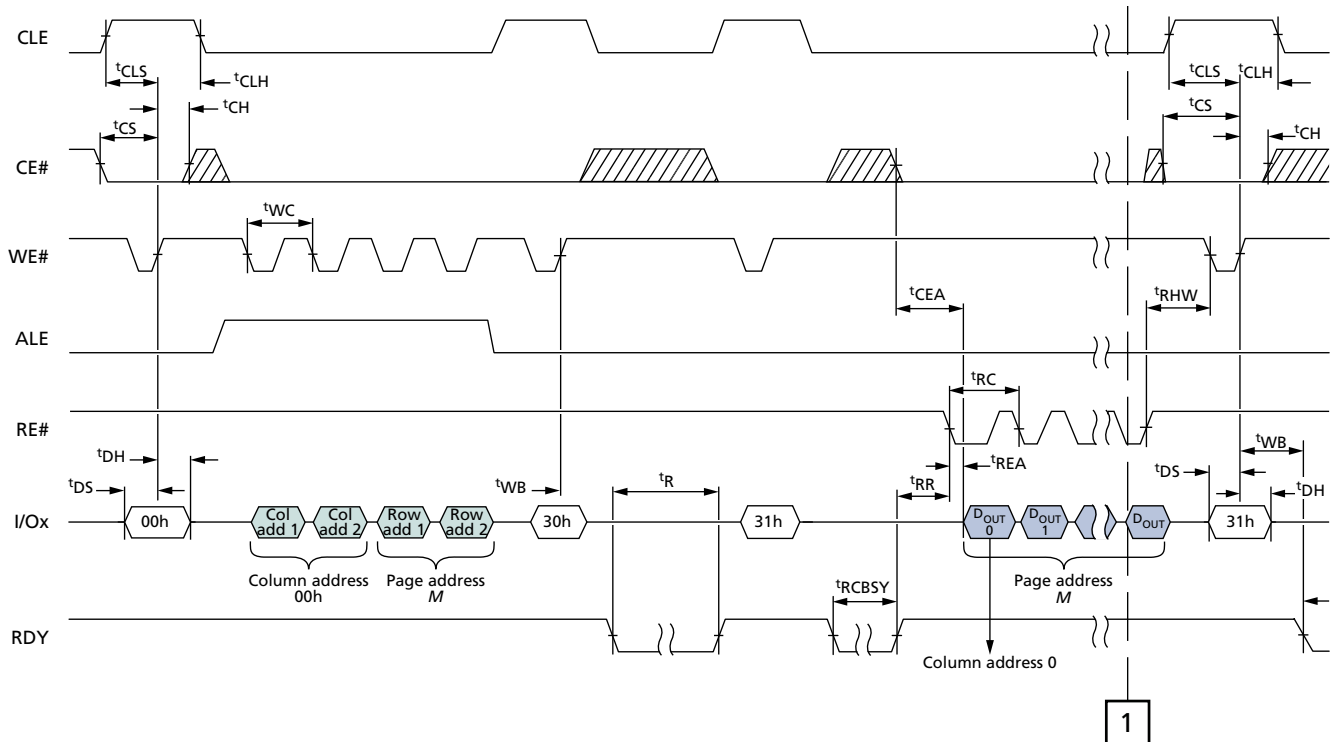 CLE
tCLS
tCLH
tCLS
tCLH
tCH
tCS
tCS
tCH
CE#
tWC
WE#
tCEA
tRHW
ALE
tRC
RE#
tDH
tREA
tWB
tDS
tWB
tR
tRR
tDS
tDH
I/Ox
00h
Col add 1
Col add 2
Row add 1
Row add 2
30h
31h
DOUT 0
DOUT 1
DOUT
31h
Column address 00h
Page address M
tRCBSY
Page address M
RDY
Column address 0
1